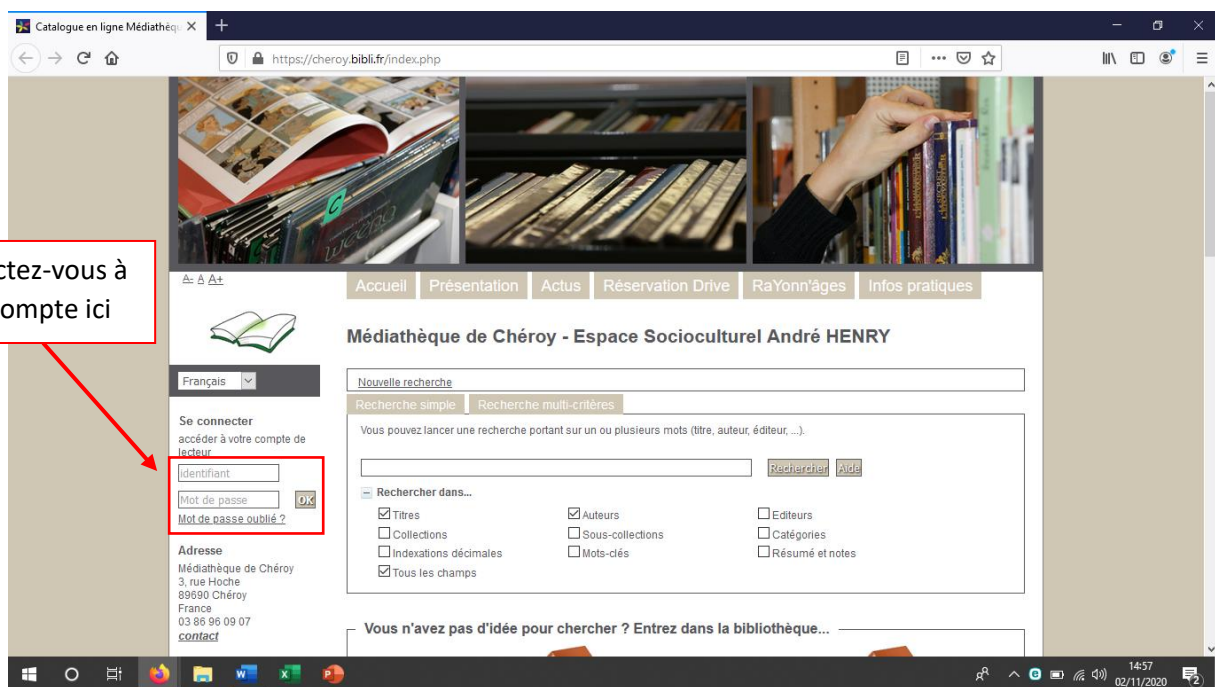 Catalogue en ligne Médiathèqu
https://cheroy.bibli.fr/index.php
ctez-vous à
ompte ici
A- A A+
Accueil Présentation Actus Réservation Drive RaYonn'âges Infos pratiques
Médiathèque de Chéroy - Espace Socioculturel André HENRY
Français
Nouvelle recherche
Recherche simple Recherche multi-critères
Se connecter
accéder à votre compte de
lecteur
identifiant
Mot de passe OK
Mot de passe oublié ?
Vous pouvez lancer une recherche portant sur un ou plusieurs mots (titre, auteur, éditeur, ...).
Rechercher Aide
Rechercher dans...
Titres Auteurs Editeurs
Collections Sous-collections Catégories
Indexations décimales Mots-clés Résumé et notes
Tous les champs
Adresse
Médiathèque de Chéroy
3, rue Hoche
89690 Chéroy
France
03 86 96 09 07
contact
Vous n'avez pas d'idée pour chercher ? Entrez dans la bibliothèque...
14:57
02/11/2020